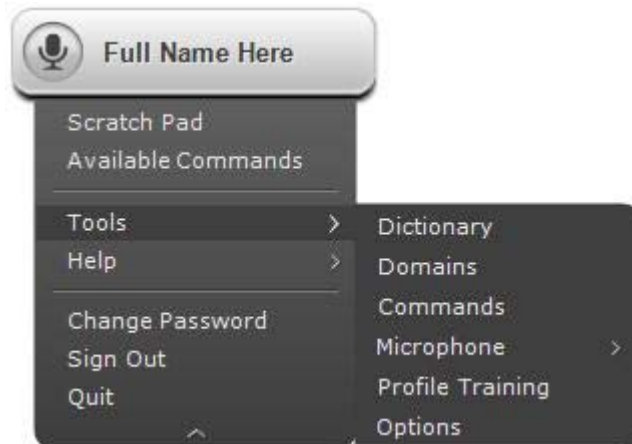 Full Name Here
Scratch Pad
Available Commands
Tools
Help
Change Password
Sign Out
Quit
Dictionary
Domains
Commands
Microphone
Profile Training
Options